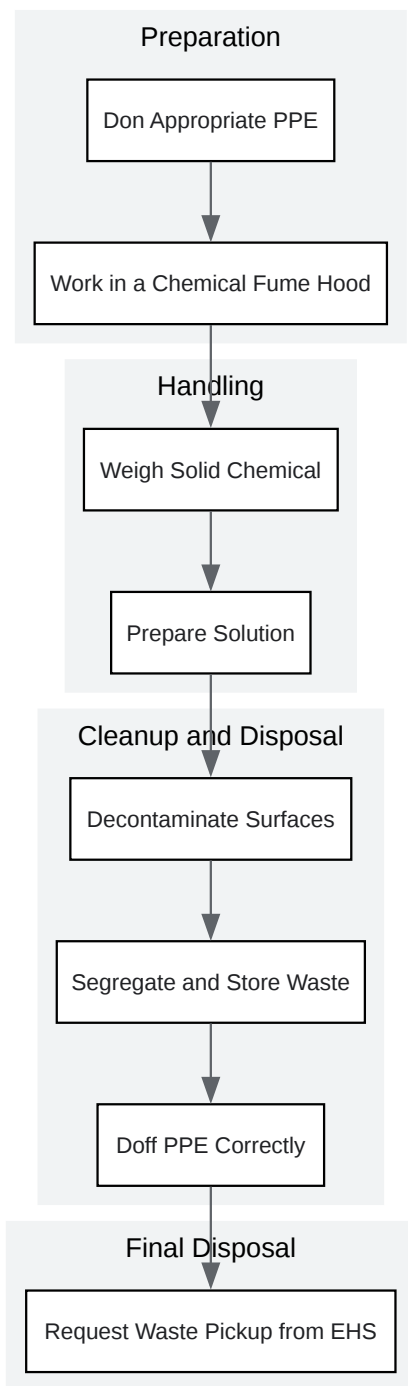 Preparation
Don Appropriate PPE
Work in a Chemical Fume Hood
Handling
Weigh Solid Chemical
Prepare Solution
Cleanup and Disposal
Decontaminate Surfaces
Segregate and Store Waste
Doff PPE Correctly
Final Disposal
Request Waste Pickup from EHS